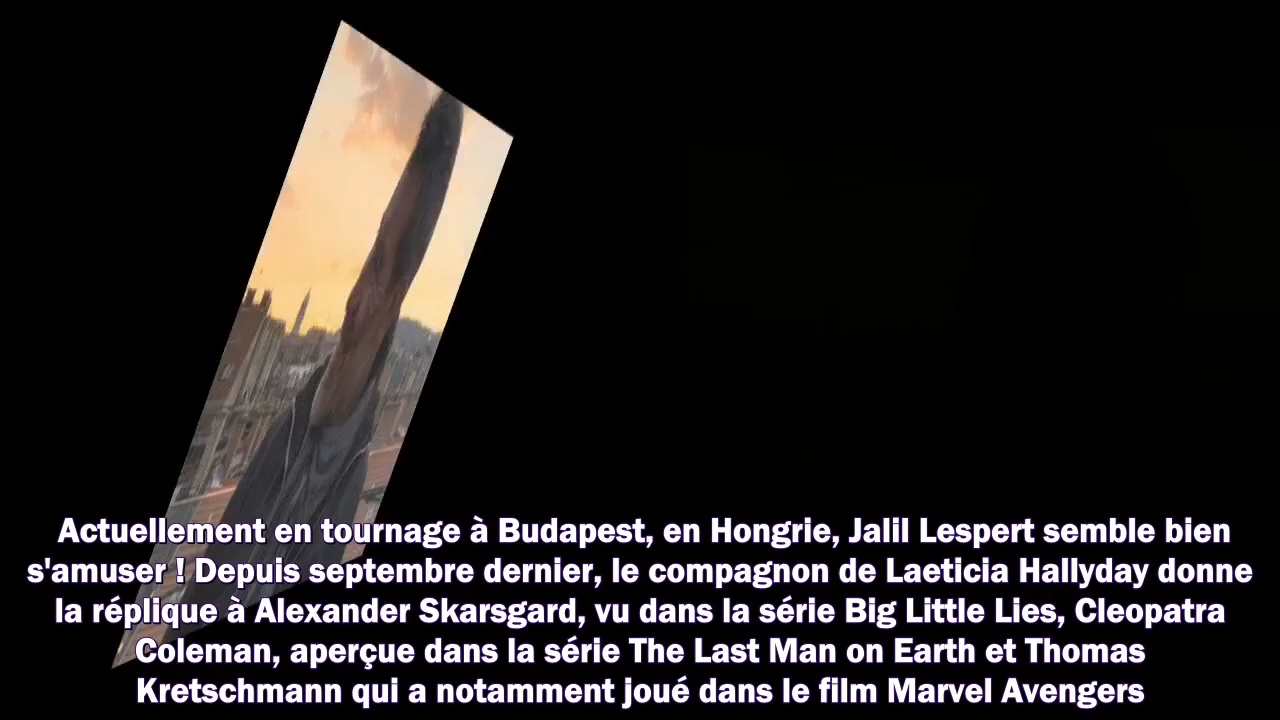 Actuellement en tournage à Budapest, en Hongrie, Jalil Lespert semble bien
s'amuser ! Depuis septembre dernier, le compagnon de Laeticia Hallyday donne
la réplique à Alexander Skarsgard, vu dans la série Big Little Lies, Cleopatra
Coleman, aperçue dans la série The Last Man on Earth et Thomas
Kretschmann qui a notamment joué dans le film Marvel Avengers